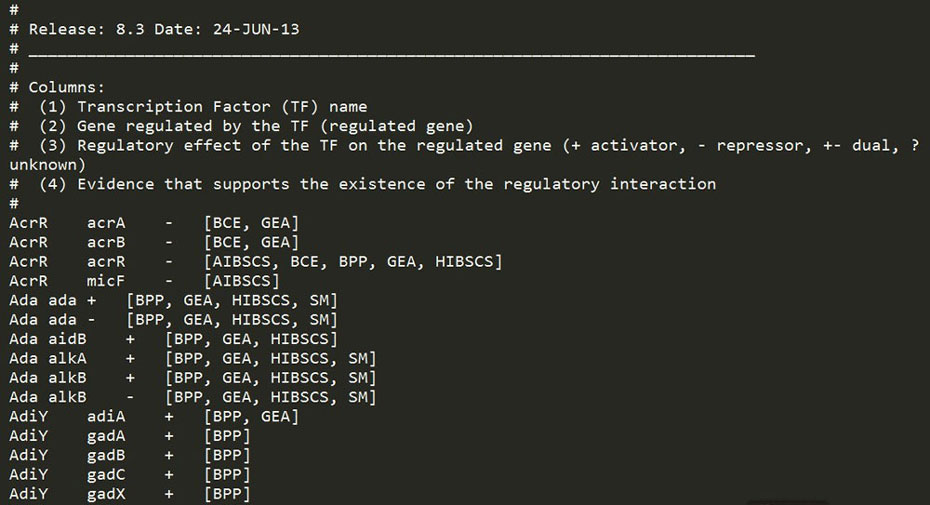 #
# Release: 8.3 Date: 24-JUN-13
# ___________________________________________________________________________
#
# Columns:
#  (1) Transcription Factor (TF) name
#  (2) Gene regulated by the TF (regulated gene)
#  (3) Regulatory effect of the TF on the regulated gene (+ activator, - repressor, +- dual, ?
unknown)
#  (4) Evidence that supports the existence of the regulatory interaction
#
AcrR    acrA    -   [BCE, GEA]
AcrR    acrB    -   [BCE, GEA]
AcrR    acrR    -   [AIBSCS, BCE, BPP, GEA, HIBSCS]
AcrR    micF    -   [AIBSCS]
Ada ada +   [BPP, GEA, HIBSCS, SM]
Ada ada -   [BPP, GEA, HIBSCS, SM]
Ada aidB    +   [BPP, GEA, HIBSCS]
Ada alkA    +   [BPP, GEA, HIBSCS, SM]
Ada alkB    +   [BPP, GEA, HIBSCS, SM]
Ada alkB    -   [BPP, GEA, HIBSCS, SM]
AdiY    adiA    +   [BPP, GEA]
AdiY    gadA    +   [BPP]
AdiY    gadB    +   [BPP]
AdiY    gadC    +   [BPP]
AdiY    gadX    +   [BPP]